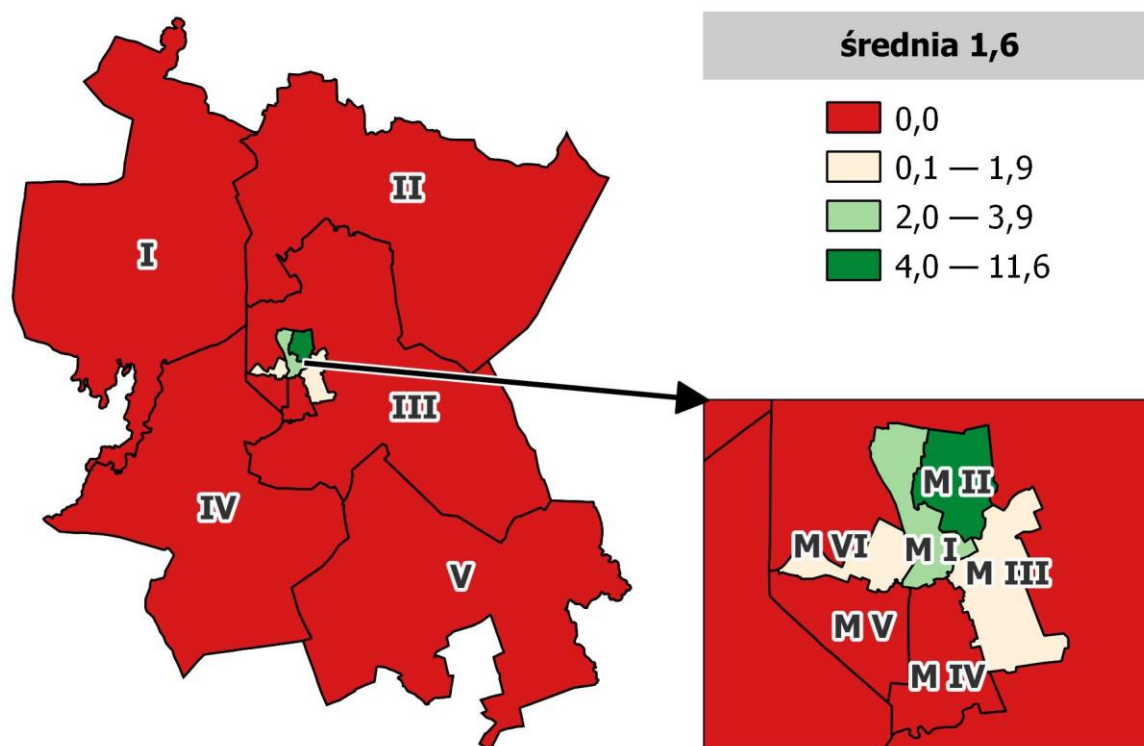 średnia 1,6
0,0
0,1 — 1,9
2,0 — 3,9
4,0 — 11,6
I
II
III
IV
V
M II
M VI
M I
M III
M V
M IV